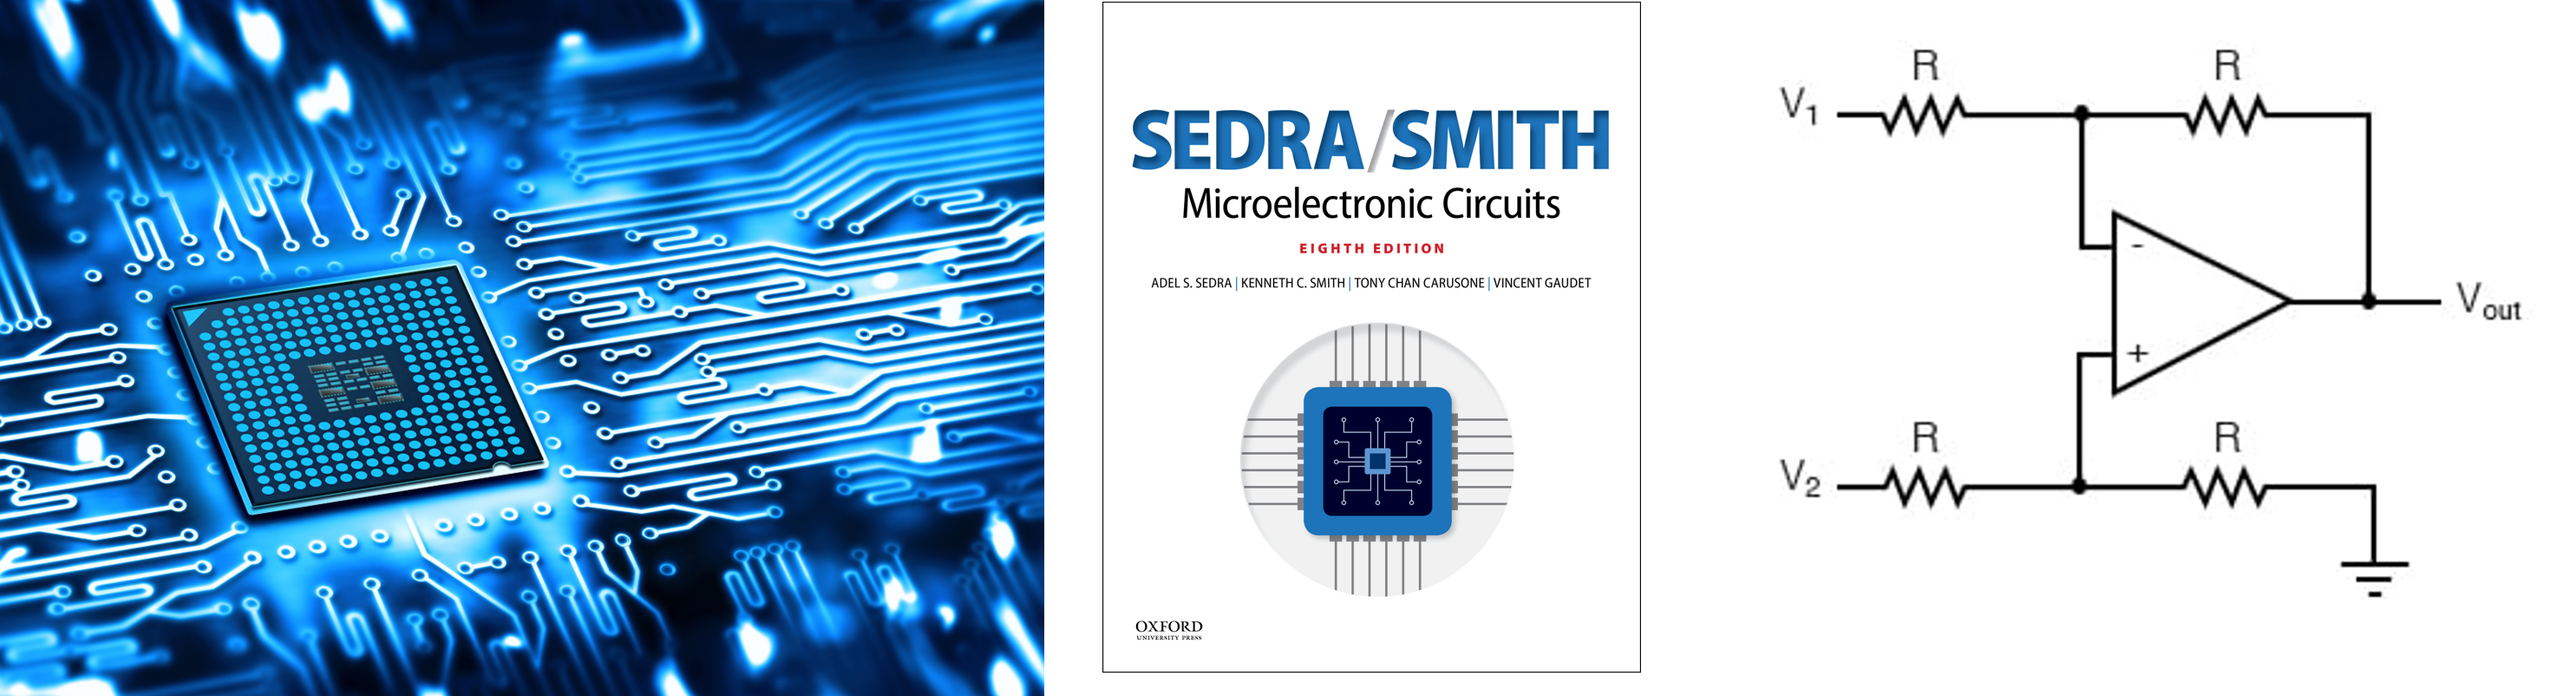 SEDRA/SMITH
Microelectronic Circuits
EIGHTH EDITION
ADEL S. SEDRA | KENNETH C. SMITH | TONY CHAN CARUSONE | VINCENT GAUDET
OXFORD
UNIVERSITY PRESS
R R
V1
-
Vout
+
R R
V2